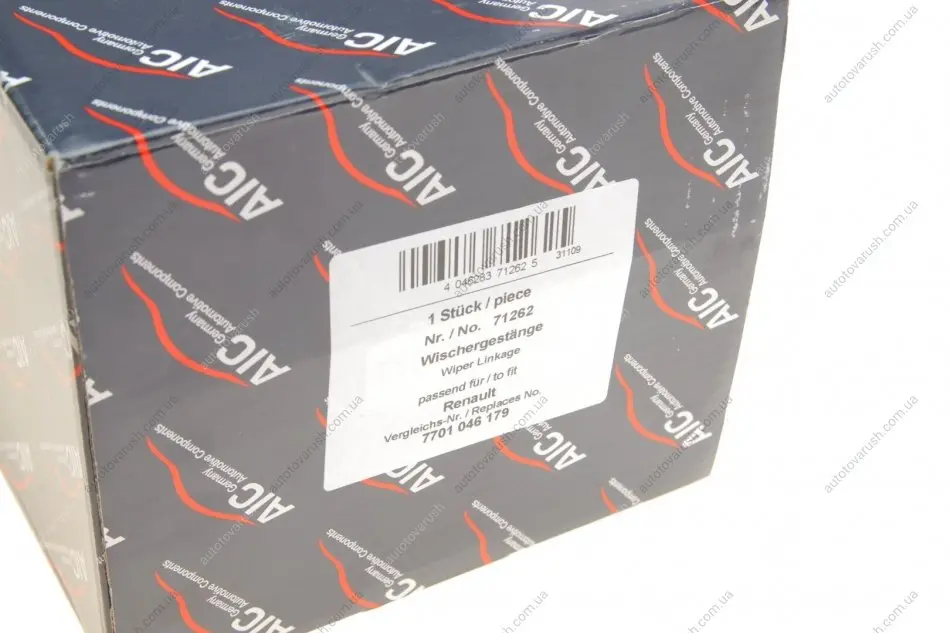 4 046283 71262 5
31109
1 Stück / piece
Nr. / No. 71262
Wischergestänge
Wiper Linkage
passend für / to fit
Renault
Vergleichs-Nr. / Replaces No.
7701 046 179
AIC Germany
Automotive Components
autotovarush.com.ua